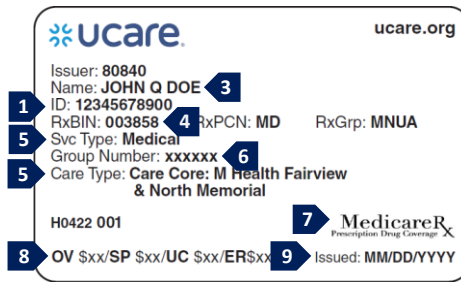 ucare.
ucare.org
Issuer: 80840
Name: JOHN Q DOE 3
1 ID: 12345678900
RxBIN: 003858 4 RxPCN: MD RxGrp: MNUA
5 Svc Type: Medical
Group Number: xxxxxx 6
5 Care Type: Care Core: M Health Fairview
& North Memorial
7
H0422 001
MedicareRx
Prescription Drug Coverage
8 OV $xx/SP $xx/UC $xx/ER$xx 9 Issued: MM/DD/YYYY